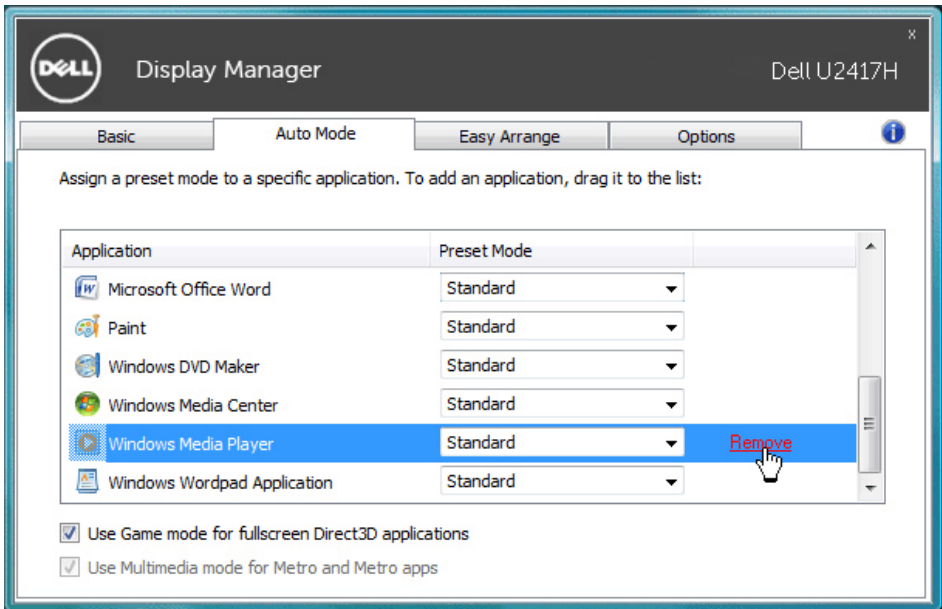 x
DELL Display Manager Dell U2417H
Basic Auto Mode Easy Arrange Options
Assign a preset mode to a specific application. To add an application, drag it to the list:
Application Preset Mode
Microsoft Office Word Standard
Paint Standard
Windows DVD Maker Standard
Windows Media Center Standard
Windows Media Player Standard Remove
Windows Wordpad Application Standard
Use Game mode for fullscreen Direct3D applications
Use Multimedia mode for Metro and Metro apps